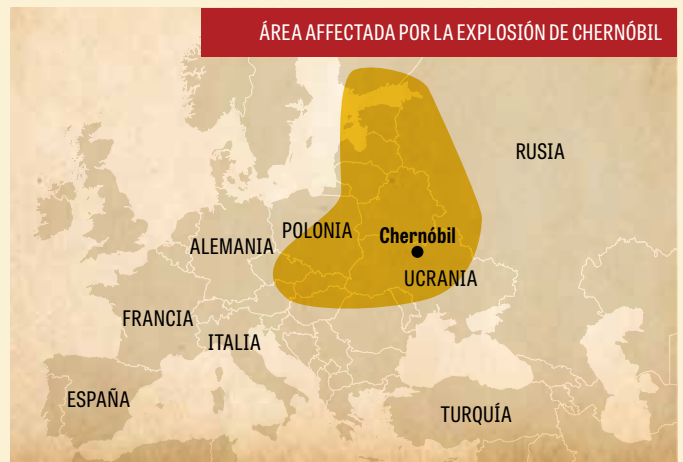 ÁREA AFFECTADA POR LA EXPLOSIÓN DE CHERNÓBIL
RUSIA
POLONIA
Chernóbil
ALEMANIA
UCRANIA
FRANCIA
ITALIA
ESPAÑA
TURQUÍA